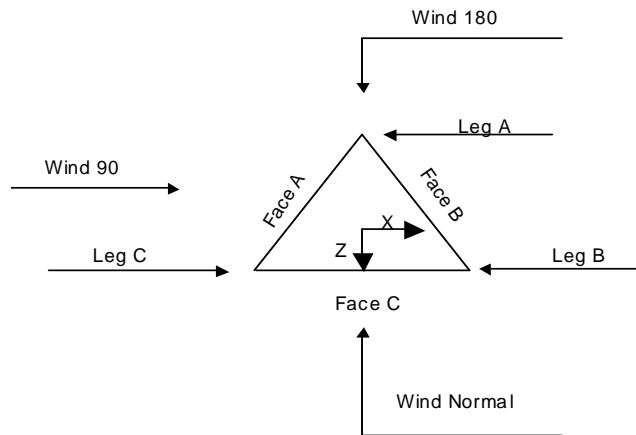 Wind 180
Leg A
Wind 90
Face A
Face B
X
Z
Leg C
Leg B
Face C
Wind Normal